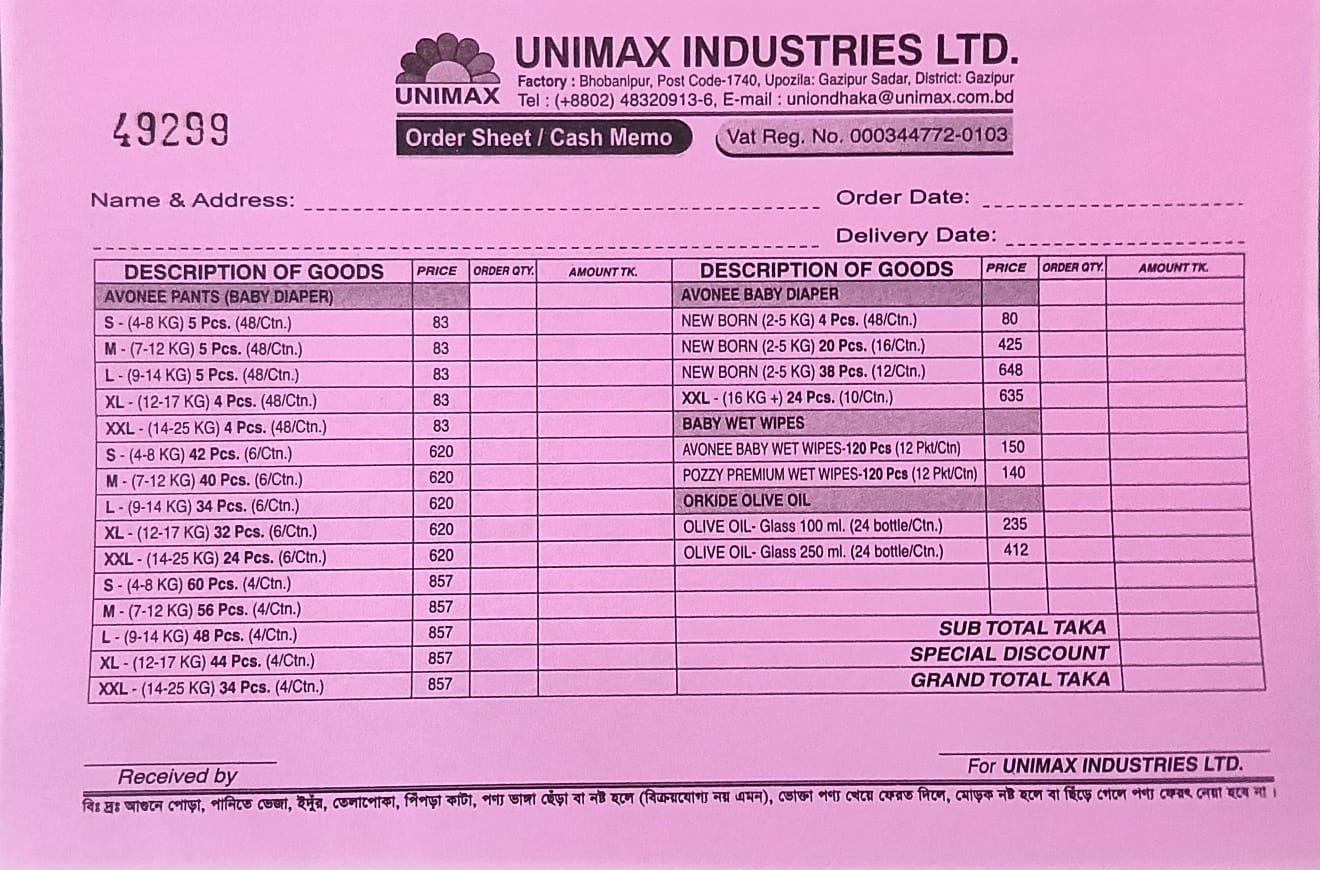 UNIMAX
UNIMAX INDUSTRIES LTD.
Factory : Bhobanipur, Post Code-1740, Upozila: Gazipur Sadar, District: Gazipur
Tel : (+8802) 48320913-6, E-mail : uniondhaka@unimax.com.bd
49299
Order Sheet / Cash Memo
Vat Reg. No. 000344772-0103
Name & Address:
Order Date:
Delivery Date:
DESCRIPTION OF GOODS PRICE ORDER QTY. AMOUNT TK.
AVONEE PANTS (BABY DIAPER)
S - (4-8 KG) 5 Pcs. (48/Ctn.) 83
M - (7-12 KG) 5 Pcs. (48/Ctn.) 83
L - (9-14 KG) 5 Pcs. (48/Ctn.) 83
XL - (12-17 KG) 4 Pcs. (48/Ctn.) 83
XXL - (14-25 KG) 4 Pcs. (48/Ctn.) 83
S - (4-8 KG) 42 Pcs. (6/Ctn.) 620
M - (7-12 KG) 40 Pcs. (6/Ctn.) 620
L - (9-14 KG) 34 Pcs. (6/Ctn.) 620
XL - (12-17 KG) 32 Pcs. (6/Ctn.) 620
XXL - (14-25 KG) 24 Pcs. (6/Ctn.) 620
S - (4-8 KG) 60 Pcs. (4/Ctn.) 857
M - (7-12 KG) 56 Pcs. (4/Ctn.) 857
L - (9-14 KG) 48 Pcs. (4/Ctn.) 857
XL - (12-17 KG) 44 Pcs. (4/Ctn.) 857
XXL - (14-25 KG) 34 Pcs. (4/Ctn.) 857
DESCRIPTION OF GOODS PRICE ORDER QTY. AMOUNT TK.
AVONEE BABY DIAPER
NEW BORN (2-5 KG) 4 Pcs. (48/Ctn.) 80
NEW BORN (2-5 KG) 20 Pcs. (16/Ctn.) 425
NEW BORN (2-5 KG) 38 Pcs. (12/Ctn.) 648
XXL - (16 KG +) 24 Pcs. (10/Ctn.) 635
BABY WET WIPES
AVONEE BABY WET WIPES-120 Pcs (12 Pkt/Ctn) 150
POZZY PREMIUM WET WIPES-120 Pcs (12 Pkt/Ctn) 140
ORKIDE OLIVE OIL
OLIVE OIL- Glass 100 ml. (24 bottle/Ctn.) 235
OLIVE OIL- Glass 250 ml. (24 bottle/Ctn.) 412
SUB TOTAL TAKA
SPECIAL DISCOUNT
GRAND TOTAL TAKA
Received by
For UNIMAX INDUSTRIES LTD.
বিঃ দ্রঃ আগুনে পোড়া, পানিতে ভেজা, ইঁদুর, তেলাপোকা, পিঁপড়া কাটা, পণ্য ভাঙ্গা ছেঁড়া বা নষ্ট হলে (বিক্রয়যোগ্য নয় এমন), ভোক্তা পণ্য খেয়ে ফেরত দিলে, মোড়ক নষ্ট হলে বা ছিঁড়ে গেলে পণ্য ফেরৎ নেয়া হবে না ।